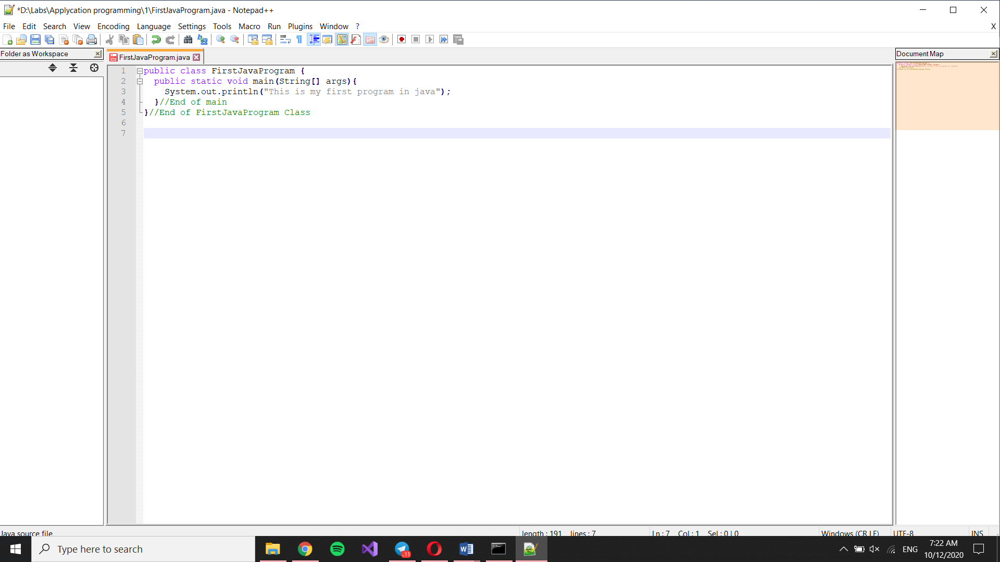 *D:\Labs\Applycation programming\1\FirstJavaProgram.java - Notepad++
File Edit Search View Encoding Language Settings Tools Macro Run Plugins Window ? X
Folder as Workspace
FirstJavaProgram.java
Document Map
1 public class FirstJavaProgram {
2 public static void main(String[] args){
3 System.out.println("This is my first program in java");
4 }//End of main
5 }//End of FirstJavaProgram Class
6
7
Java source file length : 191 lines : 7 Ln : 7 Col : 1 Sel : 0 | 0 Windows (CR LF) UTF-8 INS
Type here to search
..11
ENG
7:22 AM
10/12/2020